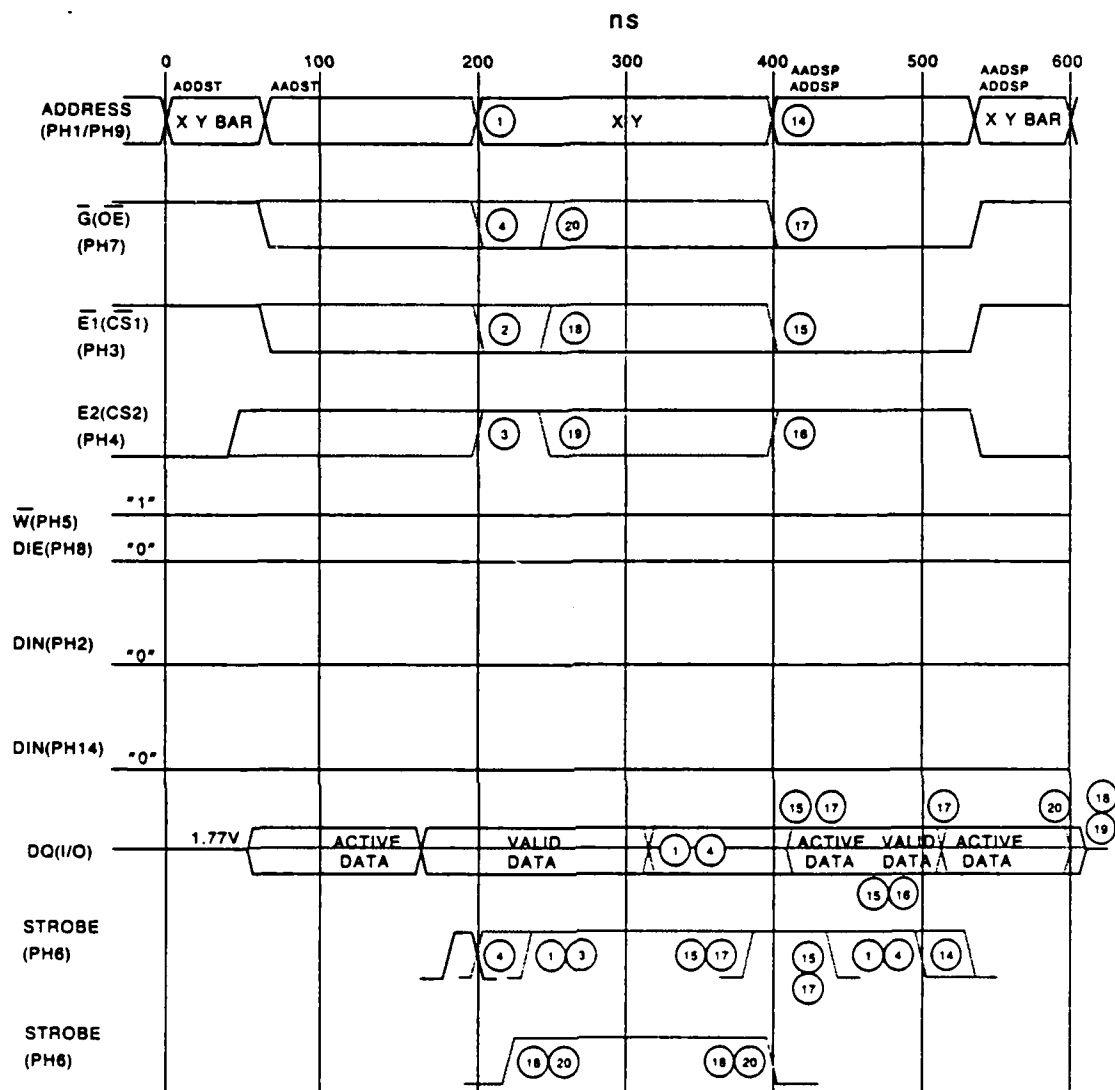 ns
0 100 200 300 400 500 600
ADDST AADST AADSP ADDSP AADSP ADDSP
ADDRESS
(PH1/PH9)
X Y BAR 1 X Y 14 X Y BAR
G(OE)
(PH7)
4 20 17
E1(CS1)
(PH3)
2 18 15
E2(CS2)
(PH4)
3 19 16
"1"
W(PH5)
DIE(PH8) "0"
DIN(PH2)
"0"
DIN(PH14)
"0"
15 17 17 20 18
19
1.77V
DQ(I/O)
ACTIVE DATA VALID DATA 1 4 ACTIVE DATA VALID DATA ACTIVE DATA
15 16
STROBE
(PH6)
4 1 3 15 17 15 17 1 4 14
STROBE
(PH6)
18 20 18 20